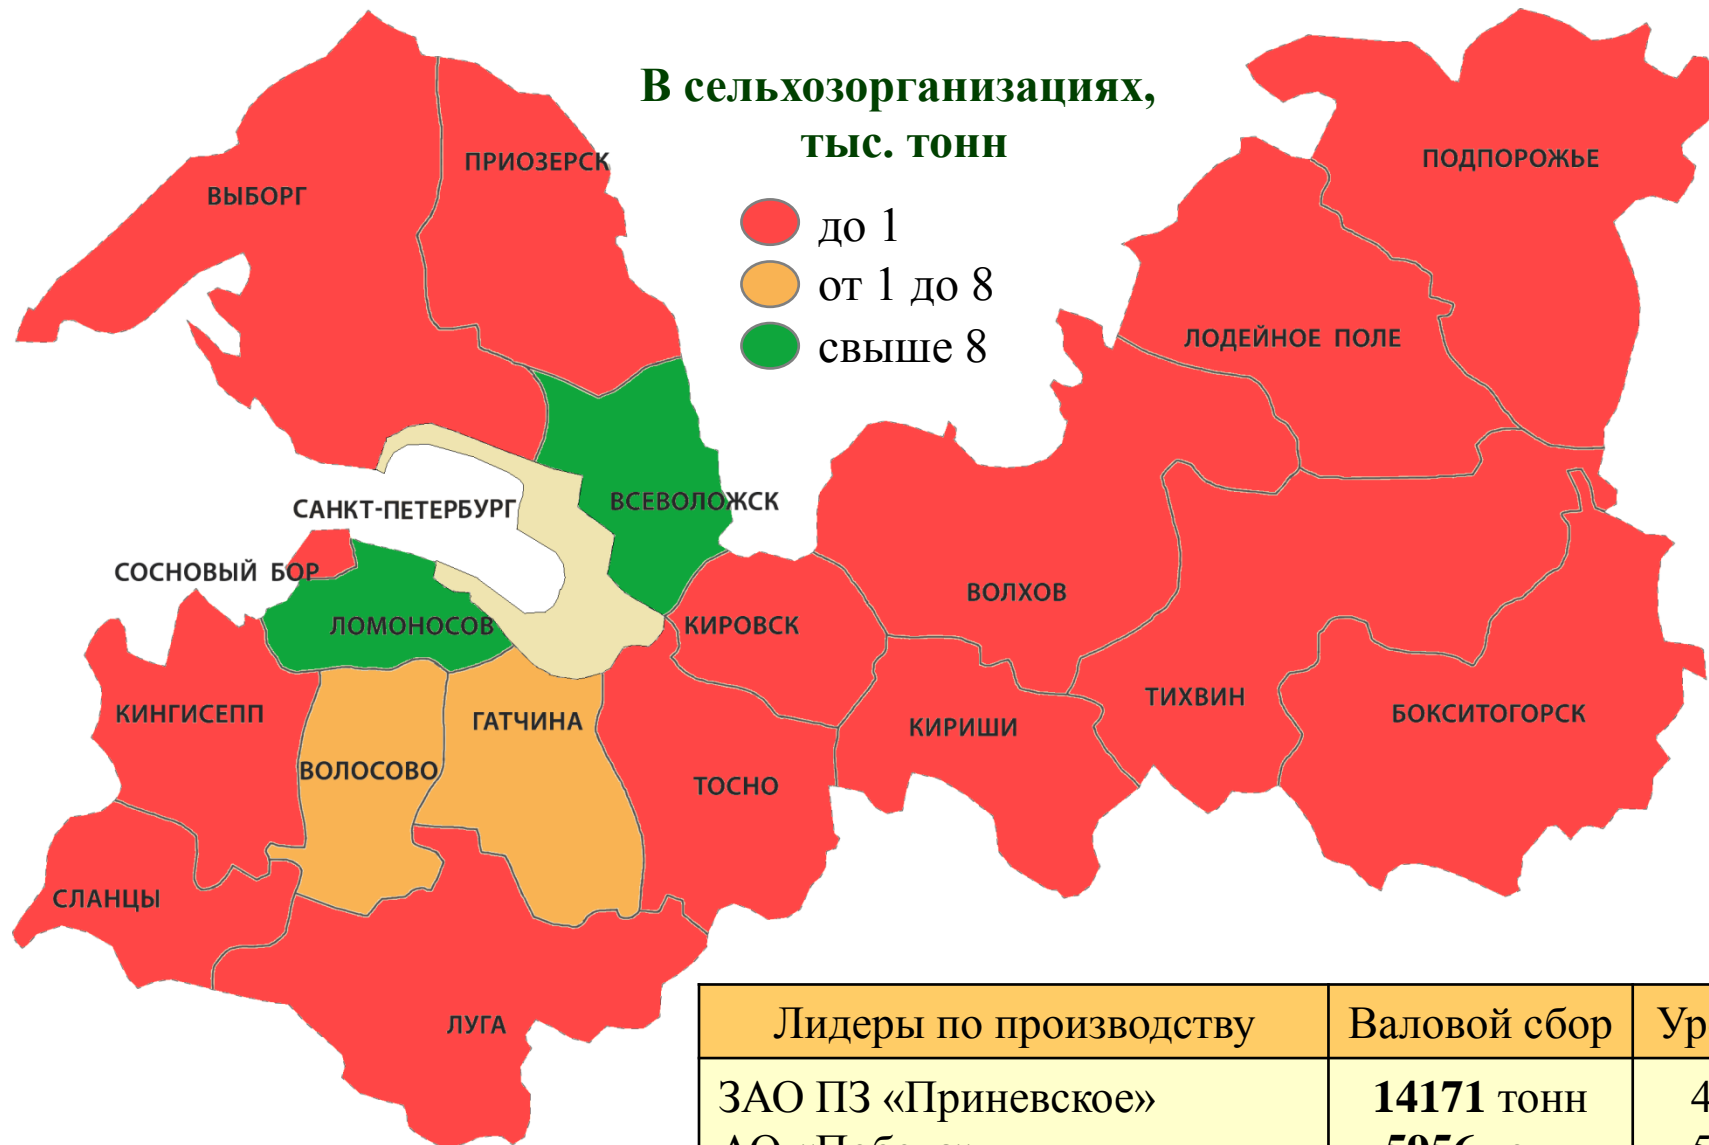 В сельхозорганизациях,
тыс. тонн
до 1
от 1 до 8
свыше 8
ПРИОЗЕРСК
ВЫБОРГ
ПОДПОРОЖЬЕ
ЛОДЕЙНОЕ ПОЛЕ
САНКТ-ПЕТЕРБУРГ
ВСЕВОЛОЖСК
СОСНОВЫЙ БОР
ЛОМОНОСОВ
КИРОВСК
ВОЛХОВ
КИНГИСЕПП
ГАТЧИНА
ВОЛОСОВО
ТОСНО
КИРИШИ
ТИХВИН
БОКСИТОГОРСК
СЛАНЦЫ
ЛУГА
Лидеры по производству Валовой сбор Ур
ЗАО ПЗ «Приневское» 14171 тонн 4